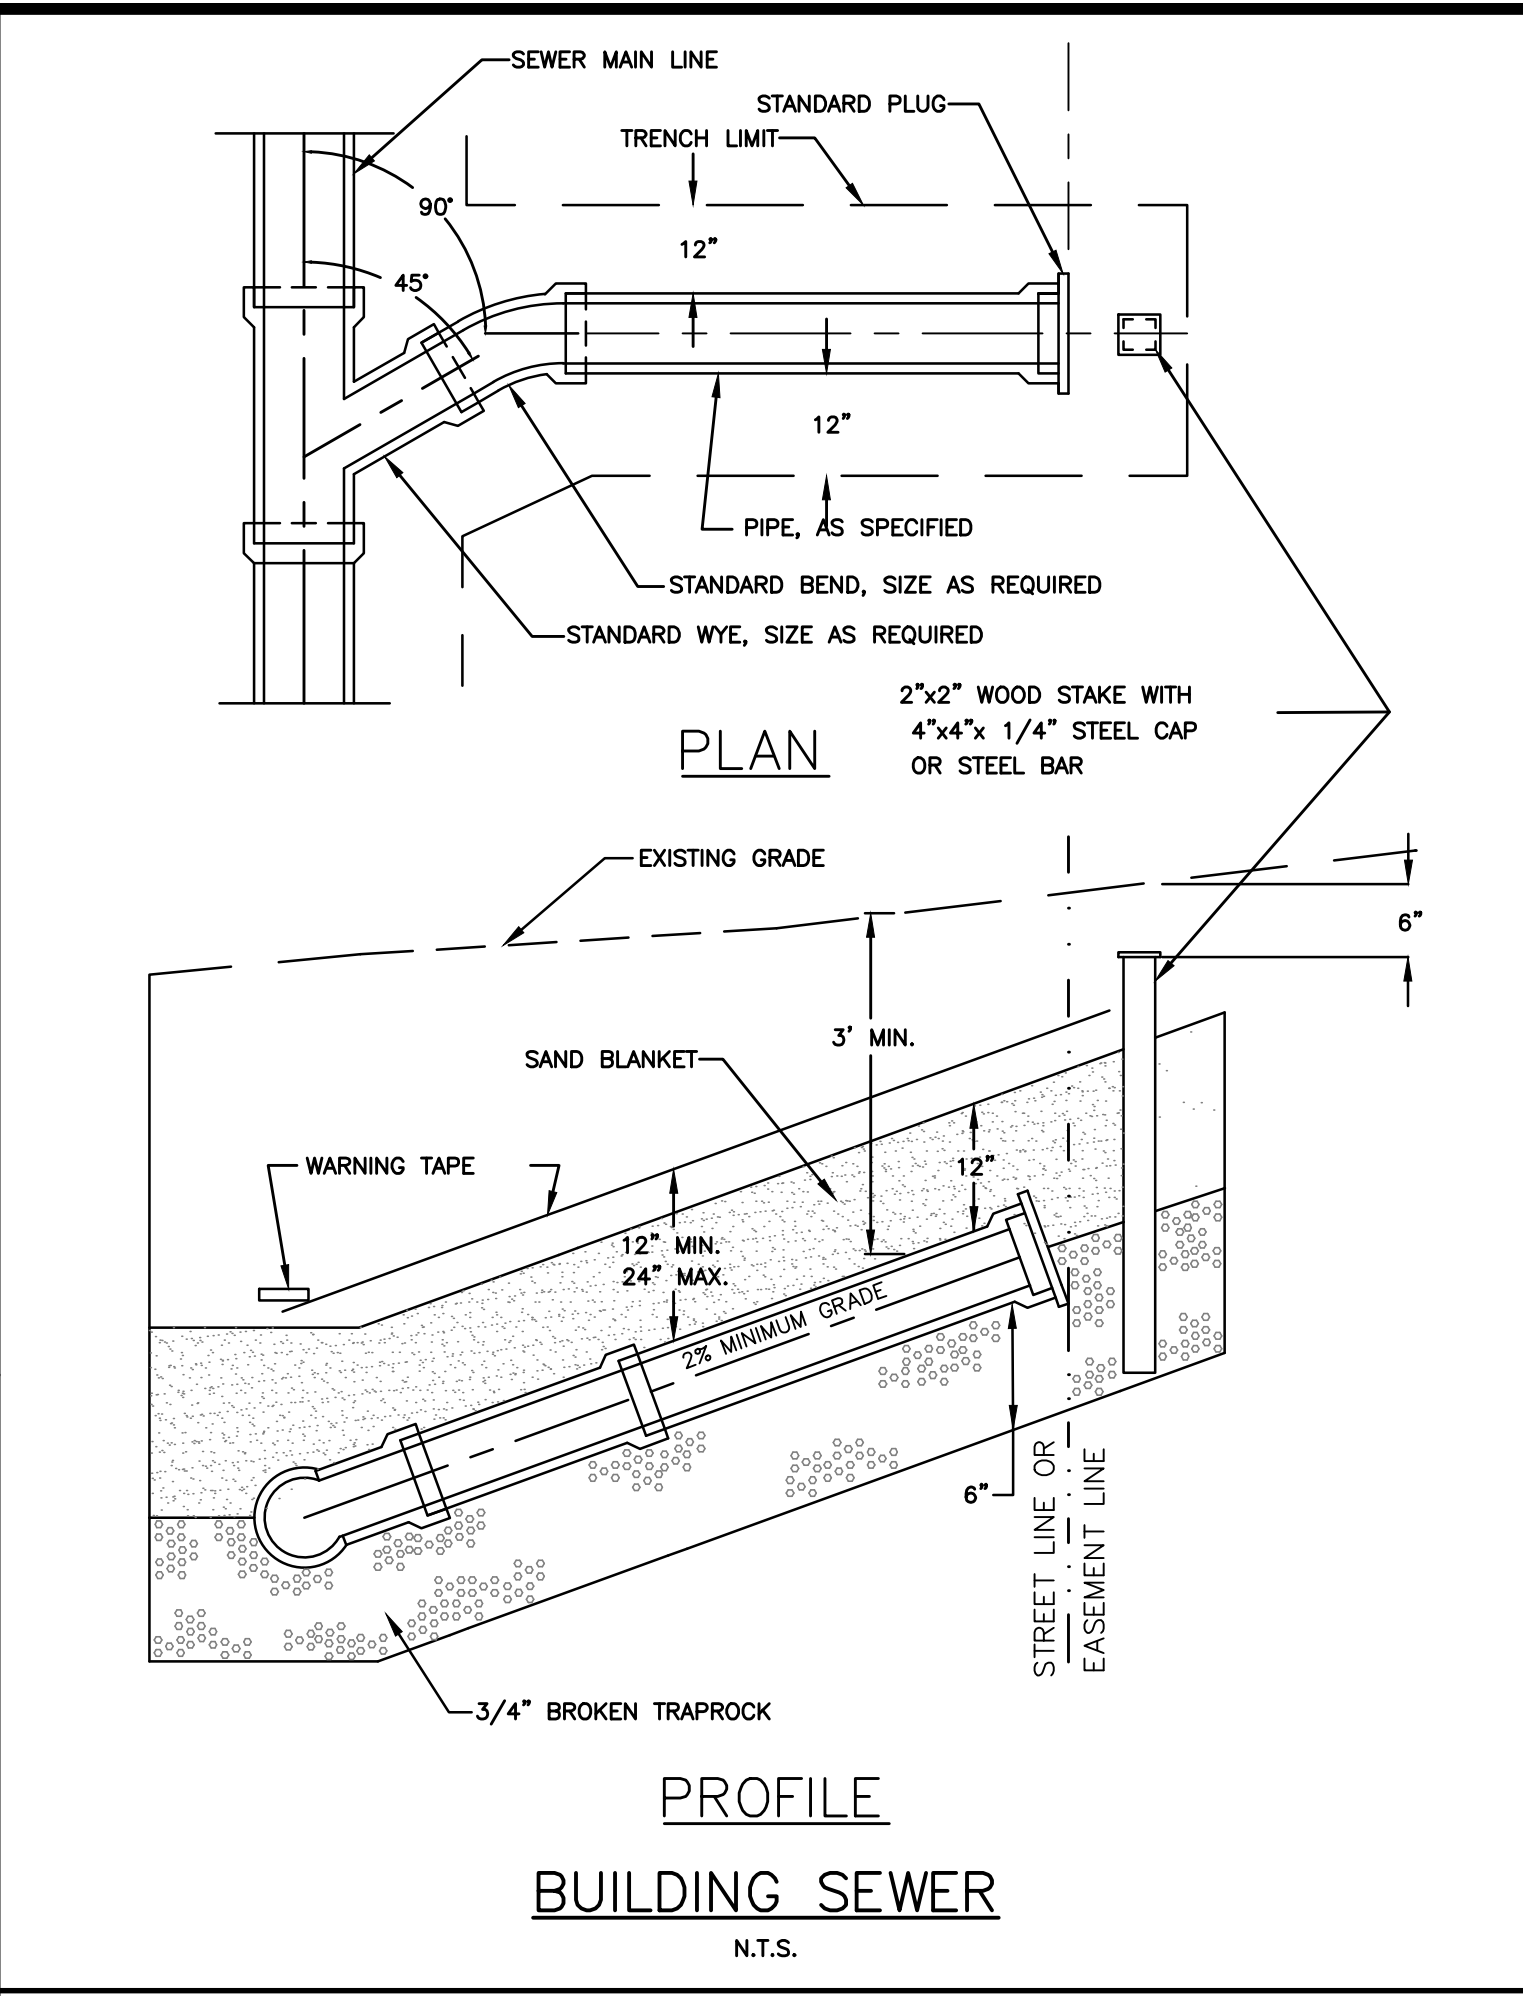 SEWER MAIN LINE
STANDARD PLUG
TRENCH LIMIT
90°
12"
45°
12"
PIPE, AS SPECIFIED
STANDARD BEND, SIZE AS REQUIRED
STANDARD WYE, SIZE AS REQUIRED
2"x2" WOOD STAKE WITH
4"x4"x 1/4" STEEL CAP
OR STEEL BAR
PLAN
EXISTING GRADE
6"
3' MIN.
SAND BLANKET
WARNING TAPE
12"
12" MIN.
24" MAX.
2% MINIMUM GRADE
6"
STREET LINE OR
EASEMENT LINE
3/4" BROKEN TRAPROCK
PROFILE
BUILDING SEWER
N.T.S.